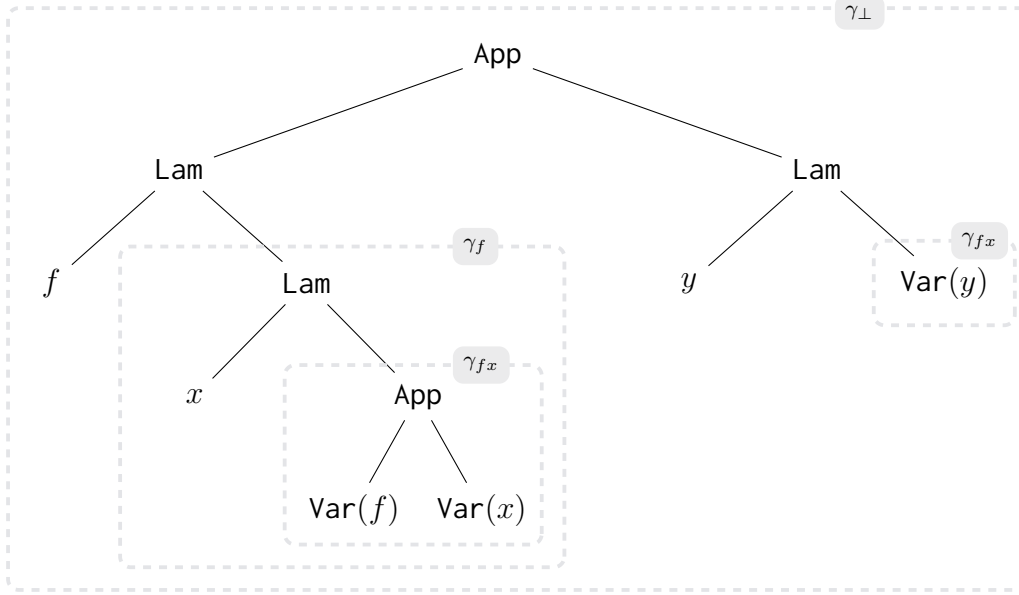 γ⊥
App
Lam Lam
γf γfx
f Lam y Var(y)
γfx
x App
Var(f) Var(x)